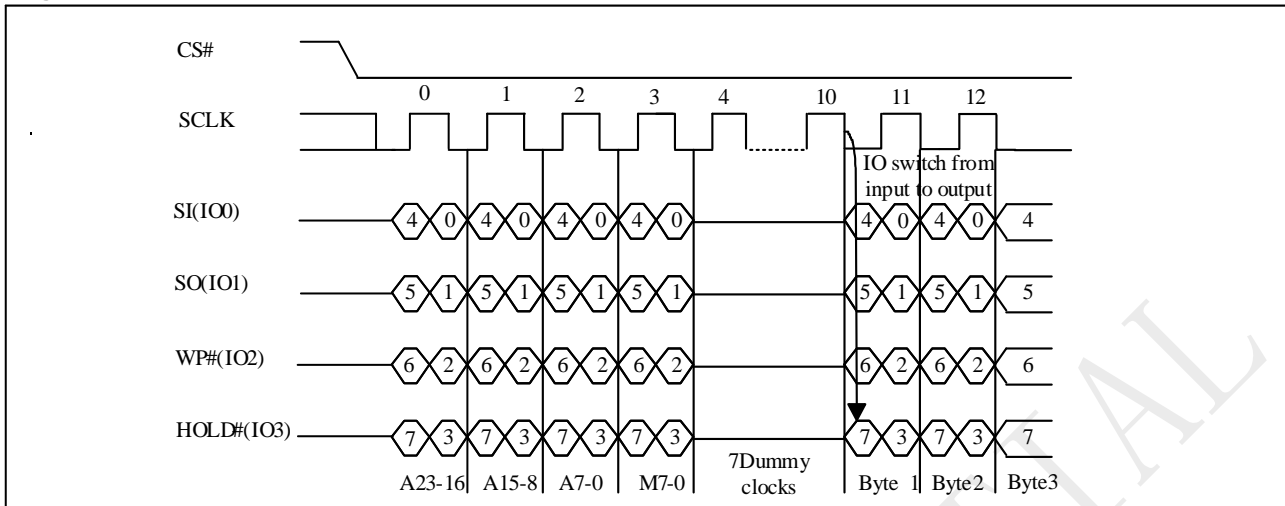 CS#
0 1 2 3 4 10 11 12
SCLK
IO switch from
input to output
SI(IO0) 4 0 4 0 4 0 4 0 4 0 4 0 4
SO(IO1) 5 1 5 1 5 1 5 1 5 1 5 1 5
WP#(IO2) 6 2 6 2 6 2 6 2 6 2 6 2 6
HOLD#(IO3) 7 3 7 3 7 3 7 3 7 3 7 3 7
A23-16 A15-8 A7-0 M7-0 7Dummy clocks Byte 1 Byte2 Byte3